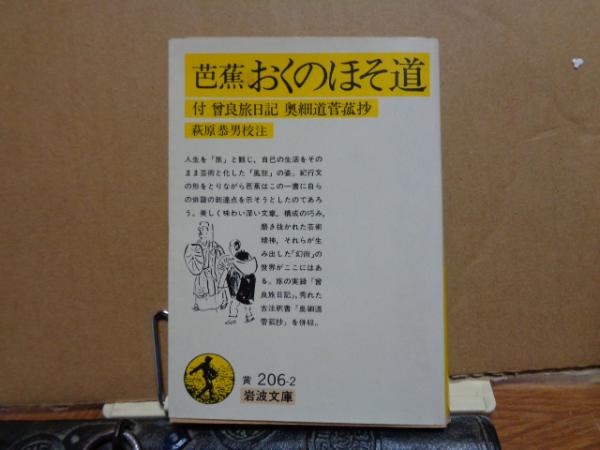 芭蕉 おくのほそ道
付 曾良旅日記 奥細道菅菰抄
萩原恭男校注
人生を「旅」と観じ、自己の生活をその
まま芸術と化した「風狂」の姿。紀行文
の形をとりながら芭蕉はこの一書に自ら
の俳諧の到達点を示そうとしたのであろ
う。美しく味わい深い文章，構成の巧み，
磨き抜かれた芸術
精神，それらが生
み出した「幻術」の
世界がここにはあ
る。旅の実録「曾
良旅日記」，秀れた
古注釈書「奥細道
菅菰抄」を併収。
黄 206-2
岩波文庫